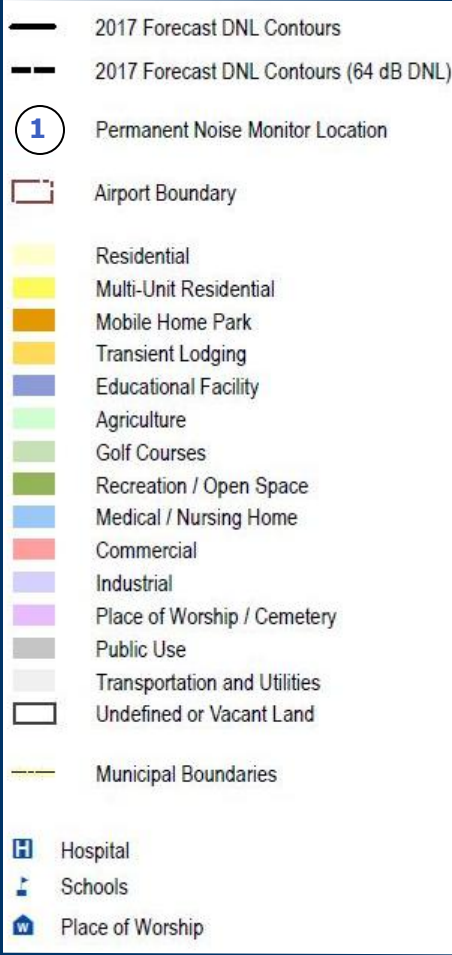 2017 Forecast DNL Contours
2017 Forecast DNL Contours (64 dB DNL)
1 Permanent Noise Monitor Location
Airport Boundary
Residential
Multi-Unit Residential
Mobile Home Park
Transient Lodging
Educational Facility
Agriculture
Golf Courses
Recreation / Open Space
Medical / Nursing Home
Commercial
Industrial
Place of Worship / Cemetery
Public Use
Transportation and Utilities
Undefined or Vacant Land
Municipal Boundaries
H Hospital
Schools
W Place of Worship